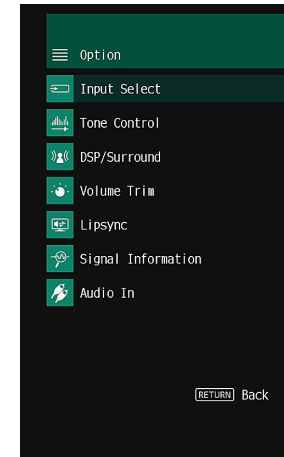 Option
Input Select
Tone Control
DSP/Surround
Volume Trim
Lipsync
Signal Information
Audio In
RETURN Back